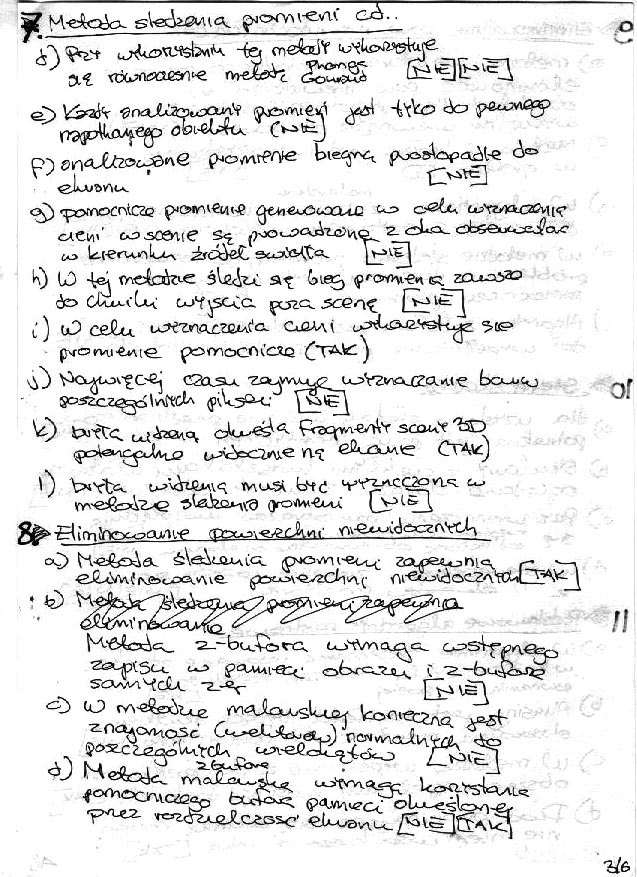 7. Metoda śledzenia promieni cd..
d) Przy wykorzystaniu tej metody wykorzystuje
się równocześnie metodę Phonga Gourauda [NIE] [NIE]
e) Każdy analizowany promień jest tylko do pewnego
napotkanego obiektu (NIE)
f) analizowane promienie biegną prostopadle do
ekranu [NIE]
g) pomocnicze promienie generowane w celu wyznaczenia
cieni w scenie są prowadzone z oka obserwatora
w kierunku źródeł światła [NIE]
h) W tej metodzie śledzi się bieg promienia zawsze
do chwili wyjścia poza scenę [NIE]
i) w celu wyznaczenia cieni wykorzystuje się
promienie pomocnicze (TAK)
j) Najwięcej czasu zajmuje wyznaczanie barw
poszczególnych pikseli [NIE]
k) bryła widzenia określa fragment sceny 3D
potencjalnie widocznie na ekranie (TAK)
l) bryła widzenia musi być wyznaczona w
metodzie śledzenia promieni [NIE]
8. Eliminowanie powierzchni niewidocznych
a) Metoda śledzenia promieni zapewnia
eliminowanie powierzchni niewidocznych [TAK]
b) Metoda śledzenia promieni zapewnia
eliminowanie
Metoda z-bufora wymaga wstępnego
zapisu w pamięci obrazu i z-bufora
samych zer [NIE]
c) W metodzie malarskiej konieczna jest
znajomość (wektorów) normalnych do
poszczególnych wielokątów [NIE]
d) Metoda z bufora malarska wymaga korzystania
pomocniczego bufora pamięci określonej
przez rozdzielczość ekranu [NIE] [TAK]
9
10
11
3/6